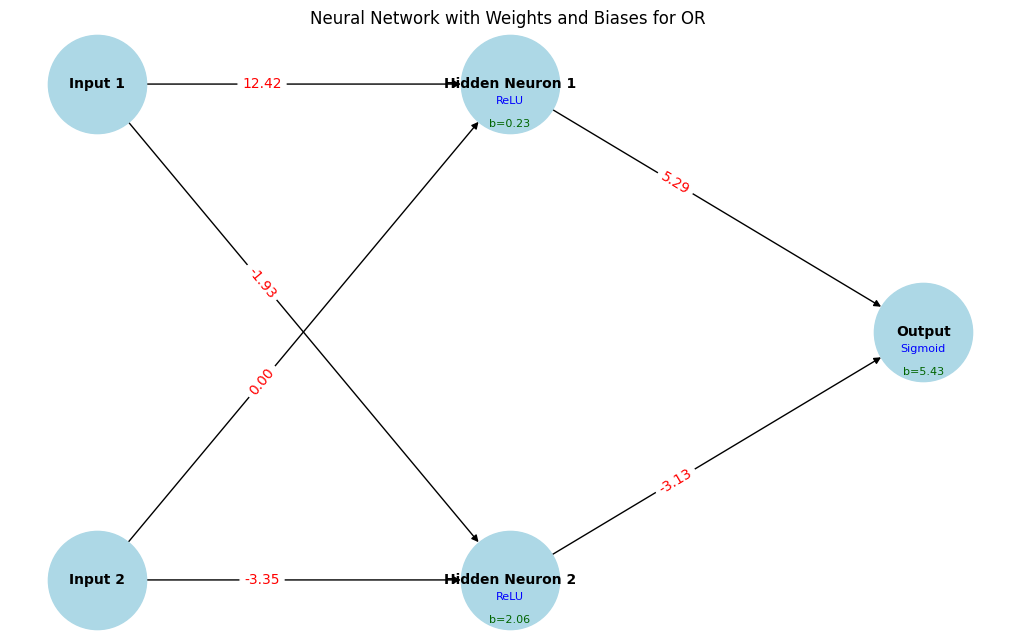 Neural Network with Weights and Biases for OR
Input 1
12.42
Hidden Neuron 1
ReLU
b=0.23
5.29
-1.93
Output
Sigmoid
b=5.43
0.00
-3.13
Input 2
-3.35
Hidden Neuron 2
ReLU
b=2.06